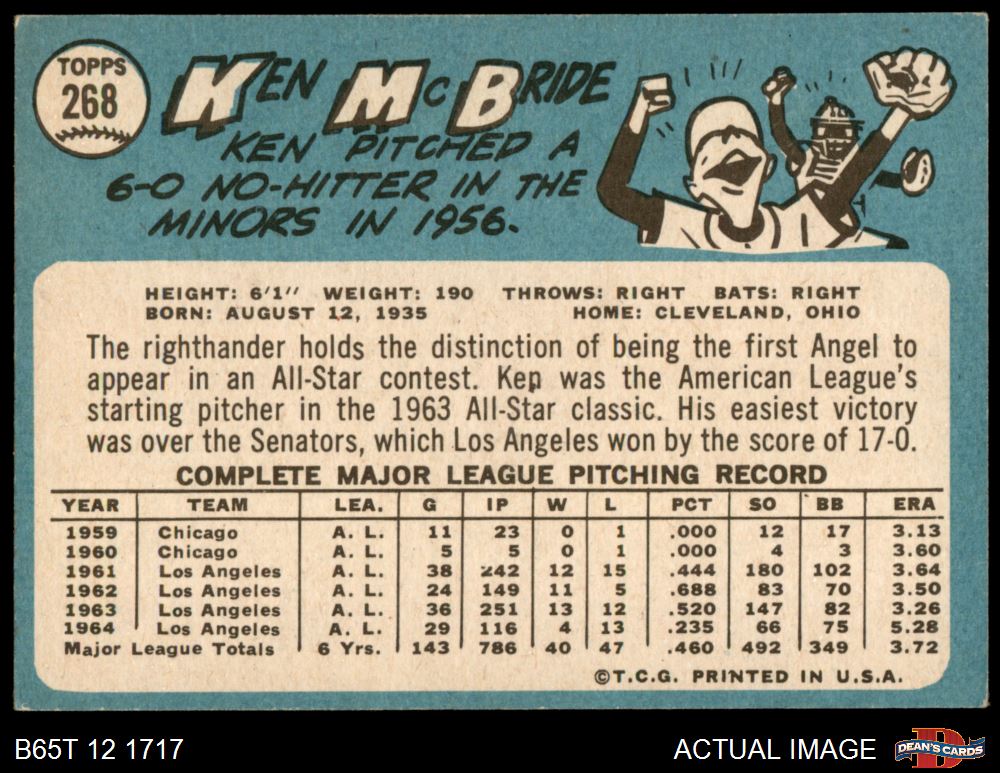 TOPPS
268
KEN McBRIDE
KEN PITCHED A
6-0 NO-HITTER IN THE
MINORS IN 1956.
HEIGHT: 6'1" WEIGHT: 190 THROWS: RIGHT BATS: RIGHT
BORN: AUGUST 12, 1935 HOME: CLEVELAND, OHIO
The righthander holds the distinction of being the first Angel to
appear in an All-Star contest. Ken was the American League's
starting pitcher in the 1963 All-Star classic. His easiest victory
was over the Senators, which Los Angeles won by the score of 17-0.
COMPLETE MAJOR LEAGUE PITCHING RECORD
YEAR TEAM LEA. G IP W L PCT SO BB ERA
1959 Chicago A. L. 11 23 0 1 .000 12 17 3.13
1960 Chicago A. L. 5 5 0 1 .000 4 3 3.60
1961 Los Angeles A. L. 38 242 12 15 .444 180 102 3.64
1962 Los Angeles A. L. 24 149 11 5 .688 83 70 3.50
1963 Los Angeles A. L. 36 251 13 12 .520 147 82 3.26
1964 Los Angeles A. L. 29 116 4 13 .235 66 75 5.28
Major League Totals 6 Yrs. 143 786 40 47 .460 492 349 3.72
©T.C.G. PRINTED IN U.S.A.
B65T 12 1717 ACTUAL IMAGE
D DEAN'S CARDS